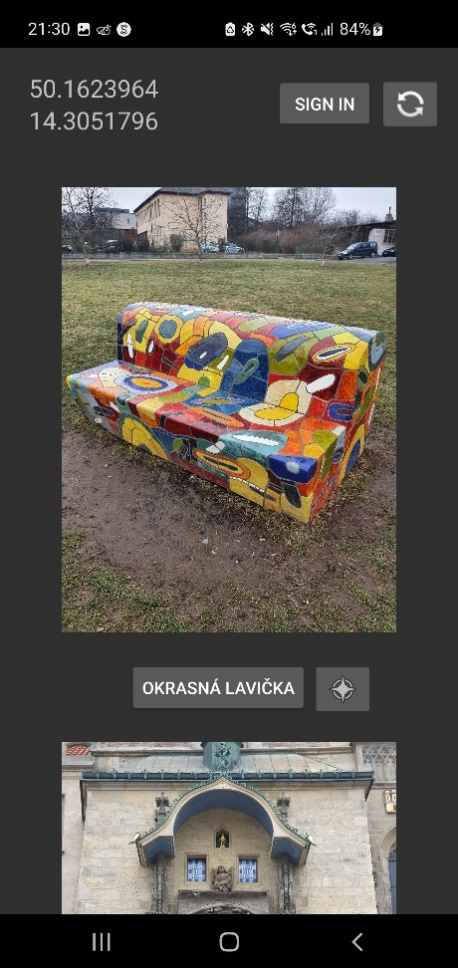 21:30
84%
50.1623964
14.3051796
SIGN IN
OKRASNÁ LAVIČKA